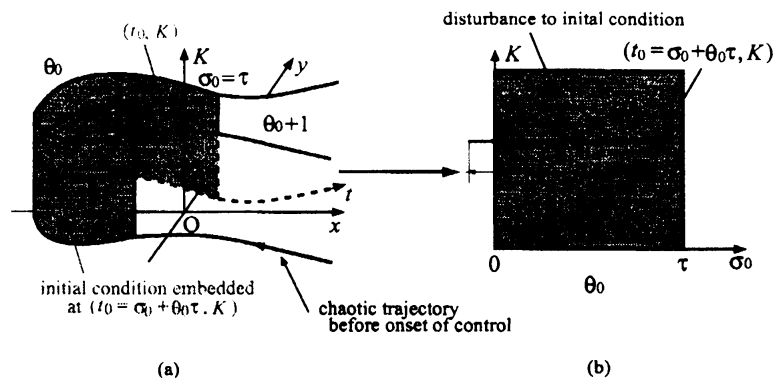 (t0, K)
θ0
K
σ0=τ
y
θ0+1
t
O
x
initial condition embedded
at (t0 = σ0 + θ0τ . K)
chaotic trajectory
before onset of control
(a)
disturbance to inital condition
K
(t0 = σ0+θ0τ, K)
0
τ
σ0
θ0
(b)